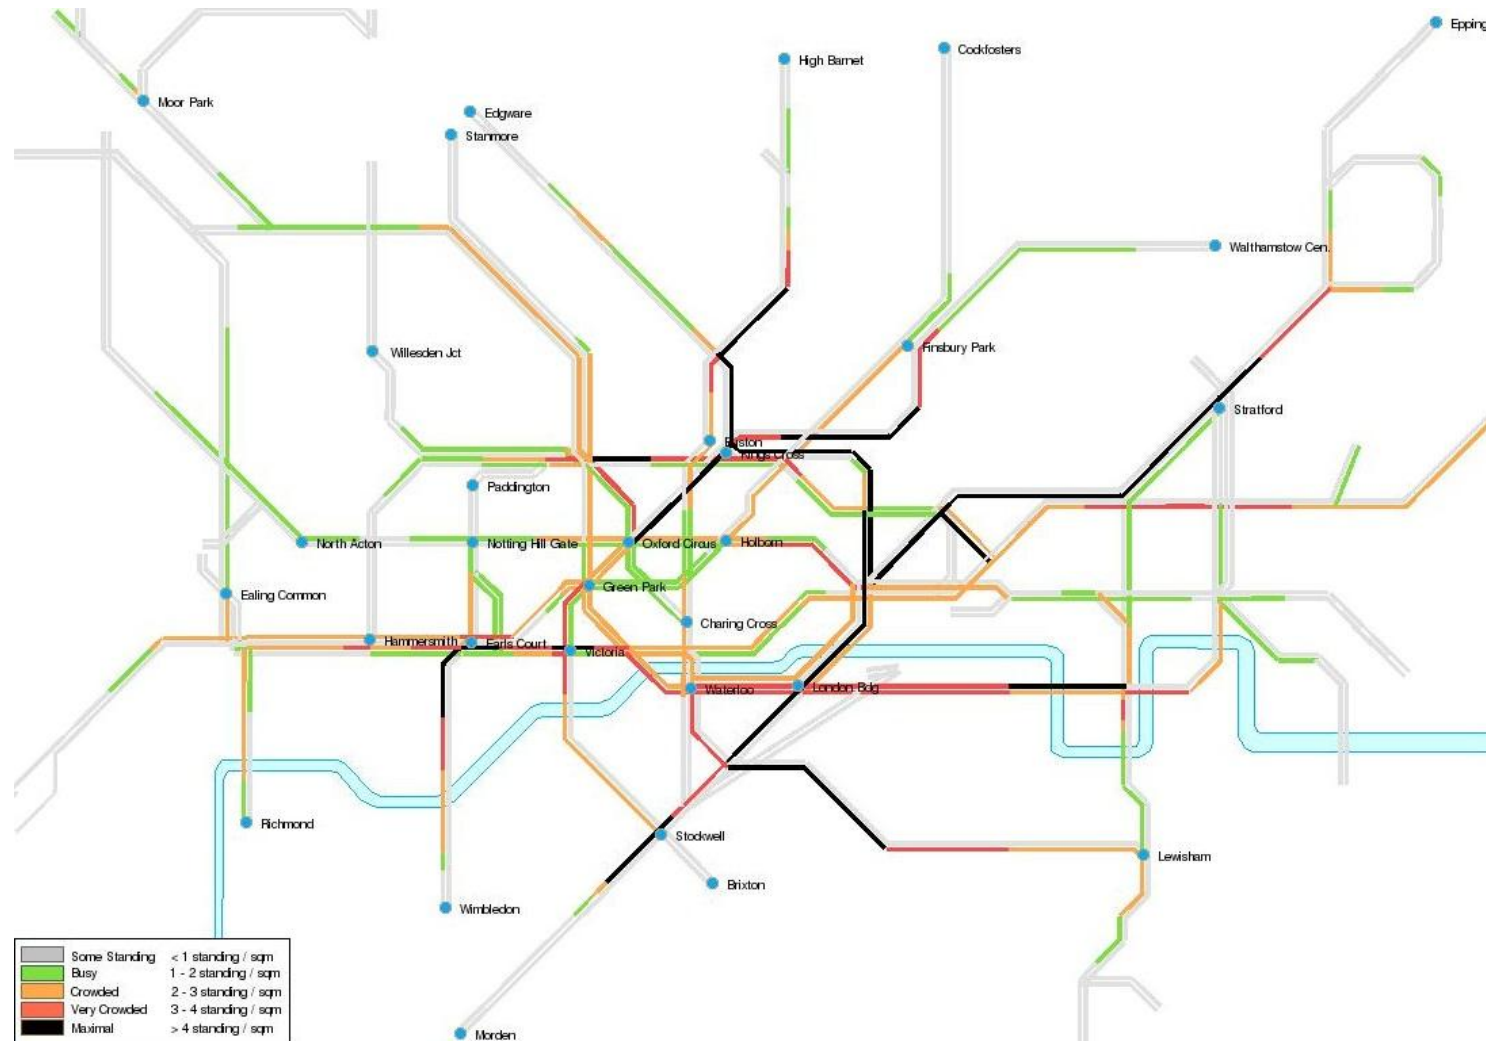 Epping
Cockfosters
High Barnet
Moor Park
Edgware
Stanmore
Walthamstow Cen.
Willesden Jct
Finsbury Park
Stratford
Euston
Kings Cross
Paddington
North Acton
Notting Hill Gate
Oxford Circus
Holborn
Green Park
Ealing Common
Charing Cross
Hammersmith
Earls Court
Victoria
Waterloo
London Bdg
Richmond
Stockwell
Lewisham
Brixton
Wimbledon
Some Standing < 1 standing / sqm
Busy 1 - 2 standing / sqm
Crowded 2 - 3 standing / sqm
Very Crowded 3 - 4 standing / sqm
Maximal > 4 standing / sqm
Morden